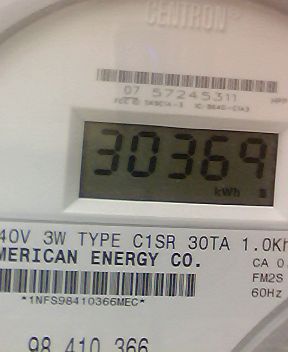 CENTRON®
07 57245311
30369
kWh
40V 3W TYPE C1SR 30TA 1.0Kh
MERICAN ENERGY CO.
CA 0.
FM2S
60Hz
*1NFS98410366MEC*
98 410 366